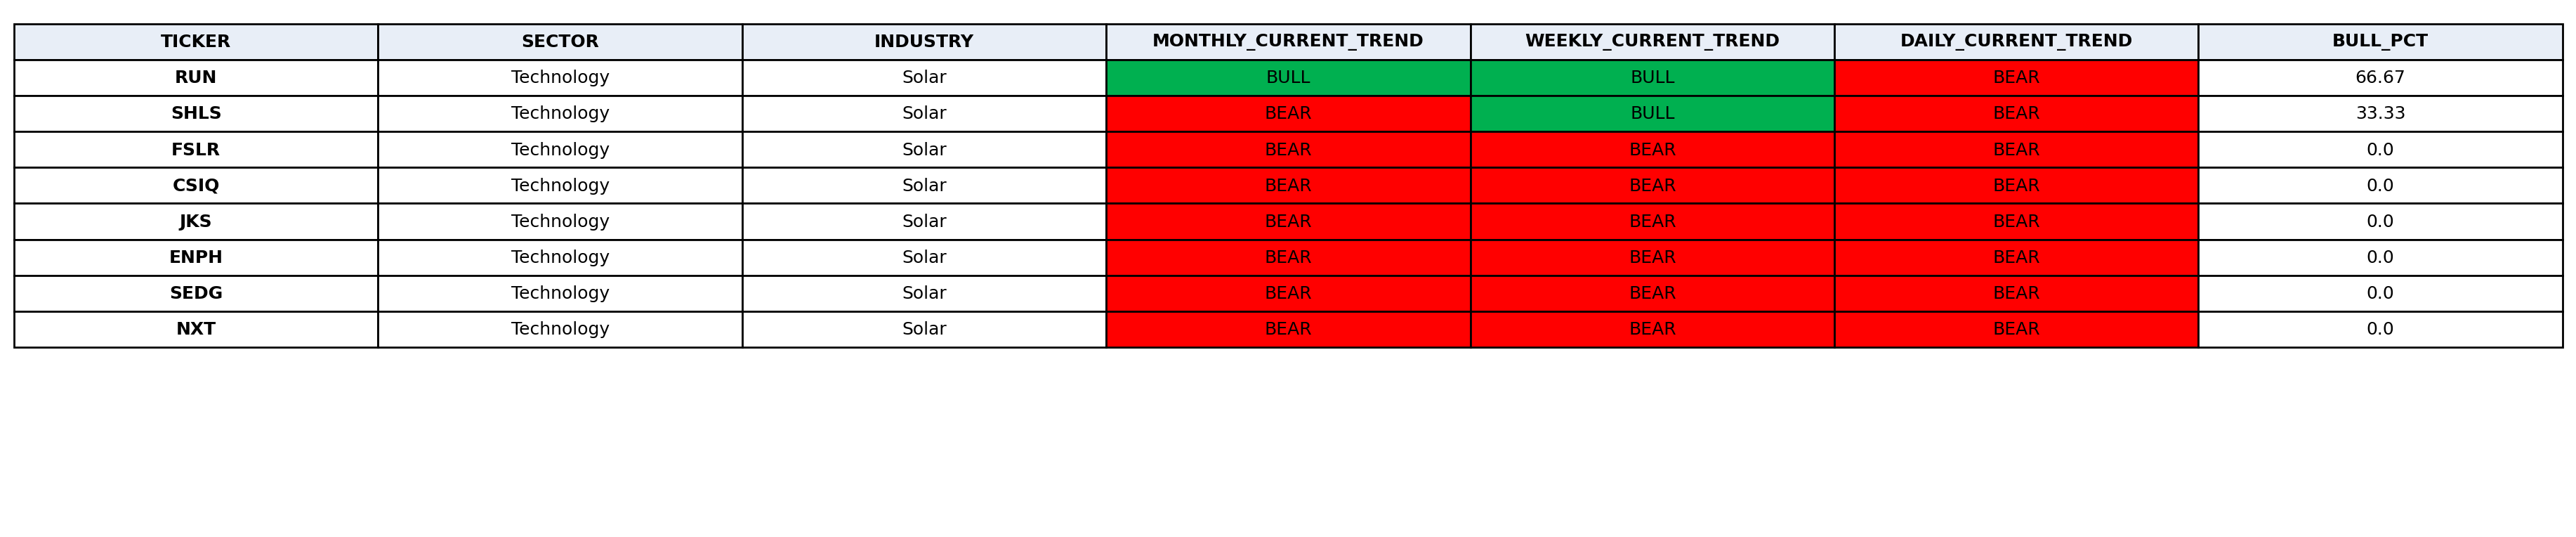 TICKER SECTOR INDUSTRY MONTHLY_CURRENT_TREND WEEKLY_CURRENT_TREND DAILY_CURRENT_TREND BULL_PCT
RUN Technology Solar BULL BULL BEAR 66.67
SHLS Technology Solar BEAR BULL BEAR 33.33
FSLR Technology Solar BEAR BEAR BEAR 0.0
CSIQ Technology Solar BEAR BEAR BEAR 0.0
JKS Technology Solar BEAR BEAR BEAR 0.0
ENPH Technology Solar BEAR BEAR BEAR 0.0
SEDG Technology Solar BEAR BEAR BEAR 0.0
NXT Technology Solar BEAR BEAR BEAR 0.0